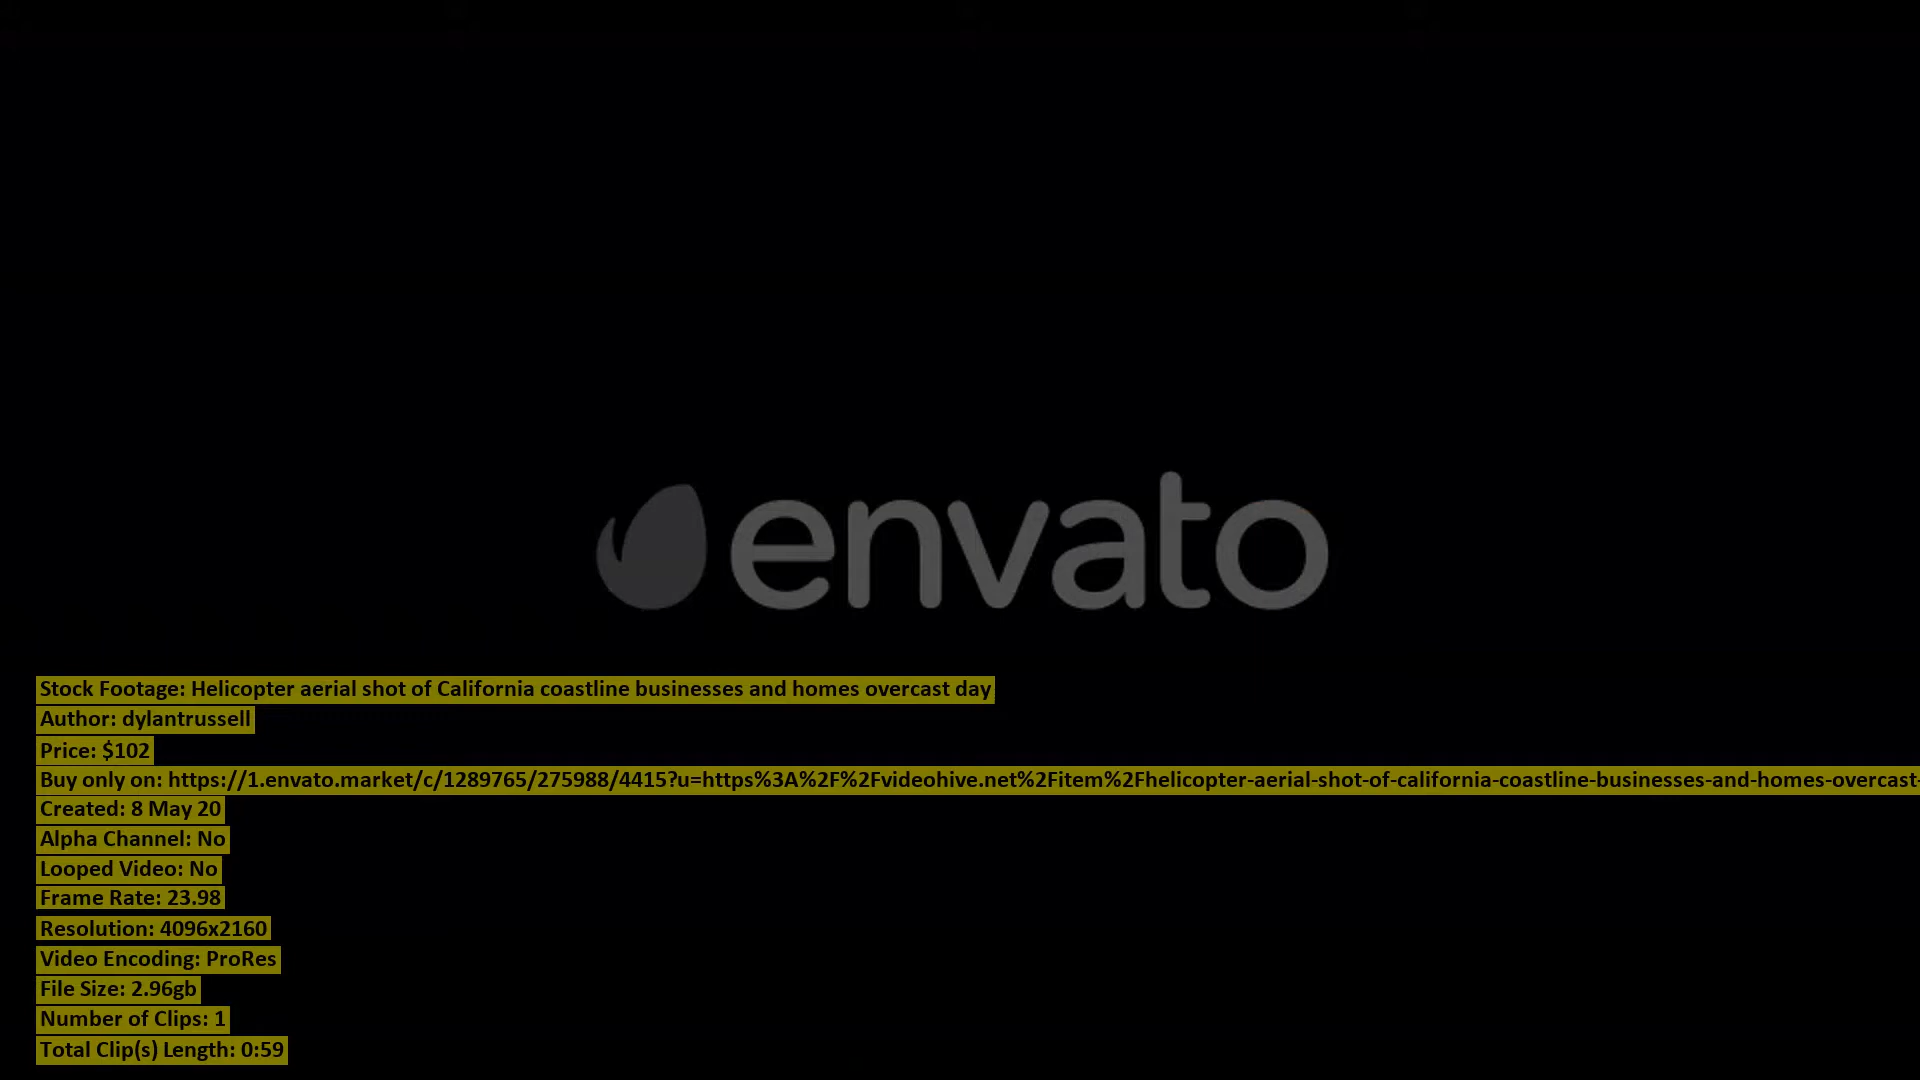 envato
Stock Footage: Helicopter aerial shot of California coastline businesses and homes overcast day
Author: dylantrussell
Price: $102
Buy only on: https://1.envato.market/c/1289765/275988/4415?u=https%3A%2F%2Fvideohive.net%2Fitem%2Fhelicopter-aerial-shot-of-california-coastline-businesses-and-homes-overcast-
Created: 8 May 20
Alpha Channel: No
Looped Video: No
Frame Rate: 23.98
Resolution: 4096x2160
Video Encoding: ProRes
File Size: 2.96gb
Number of Clips: 1
Total Clip(s) Length: 0:59